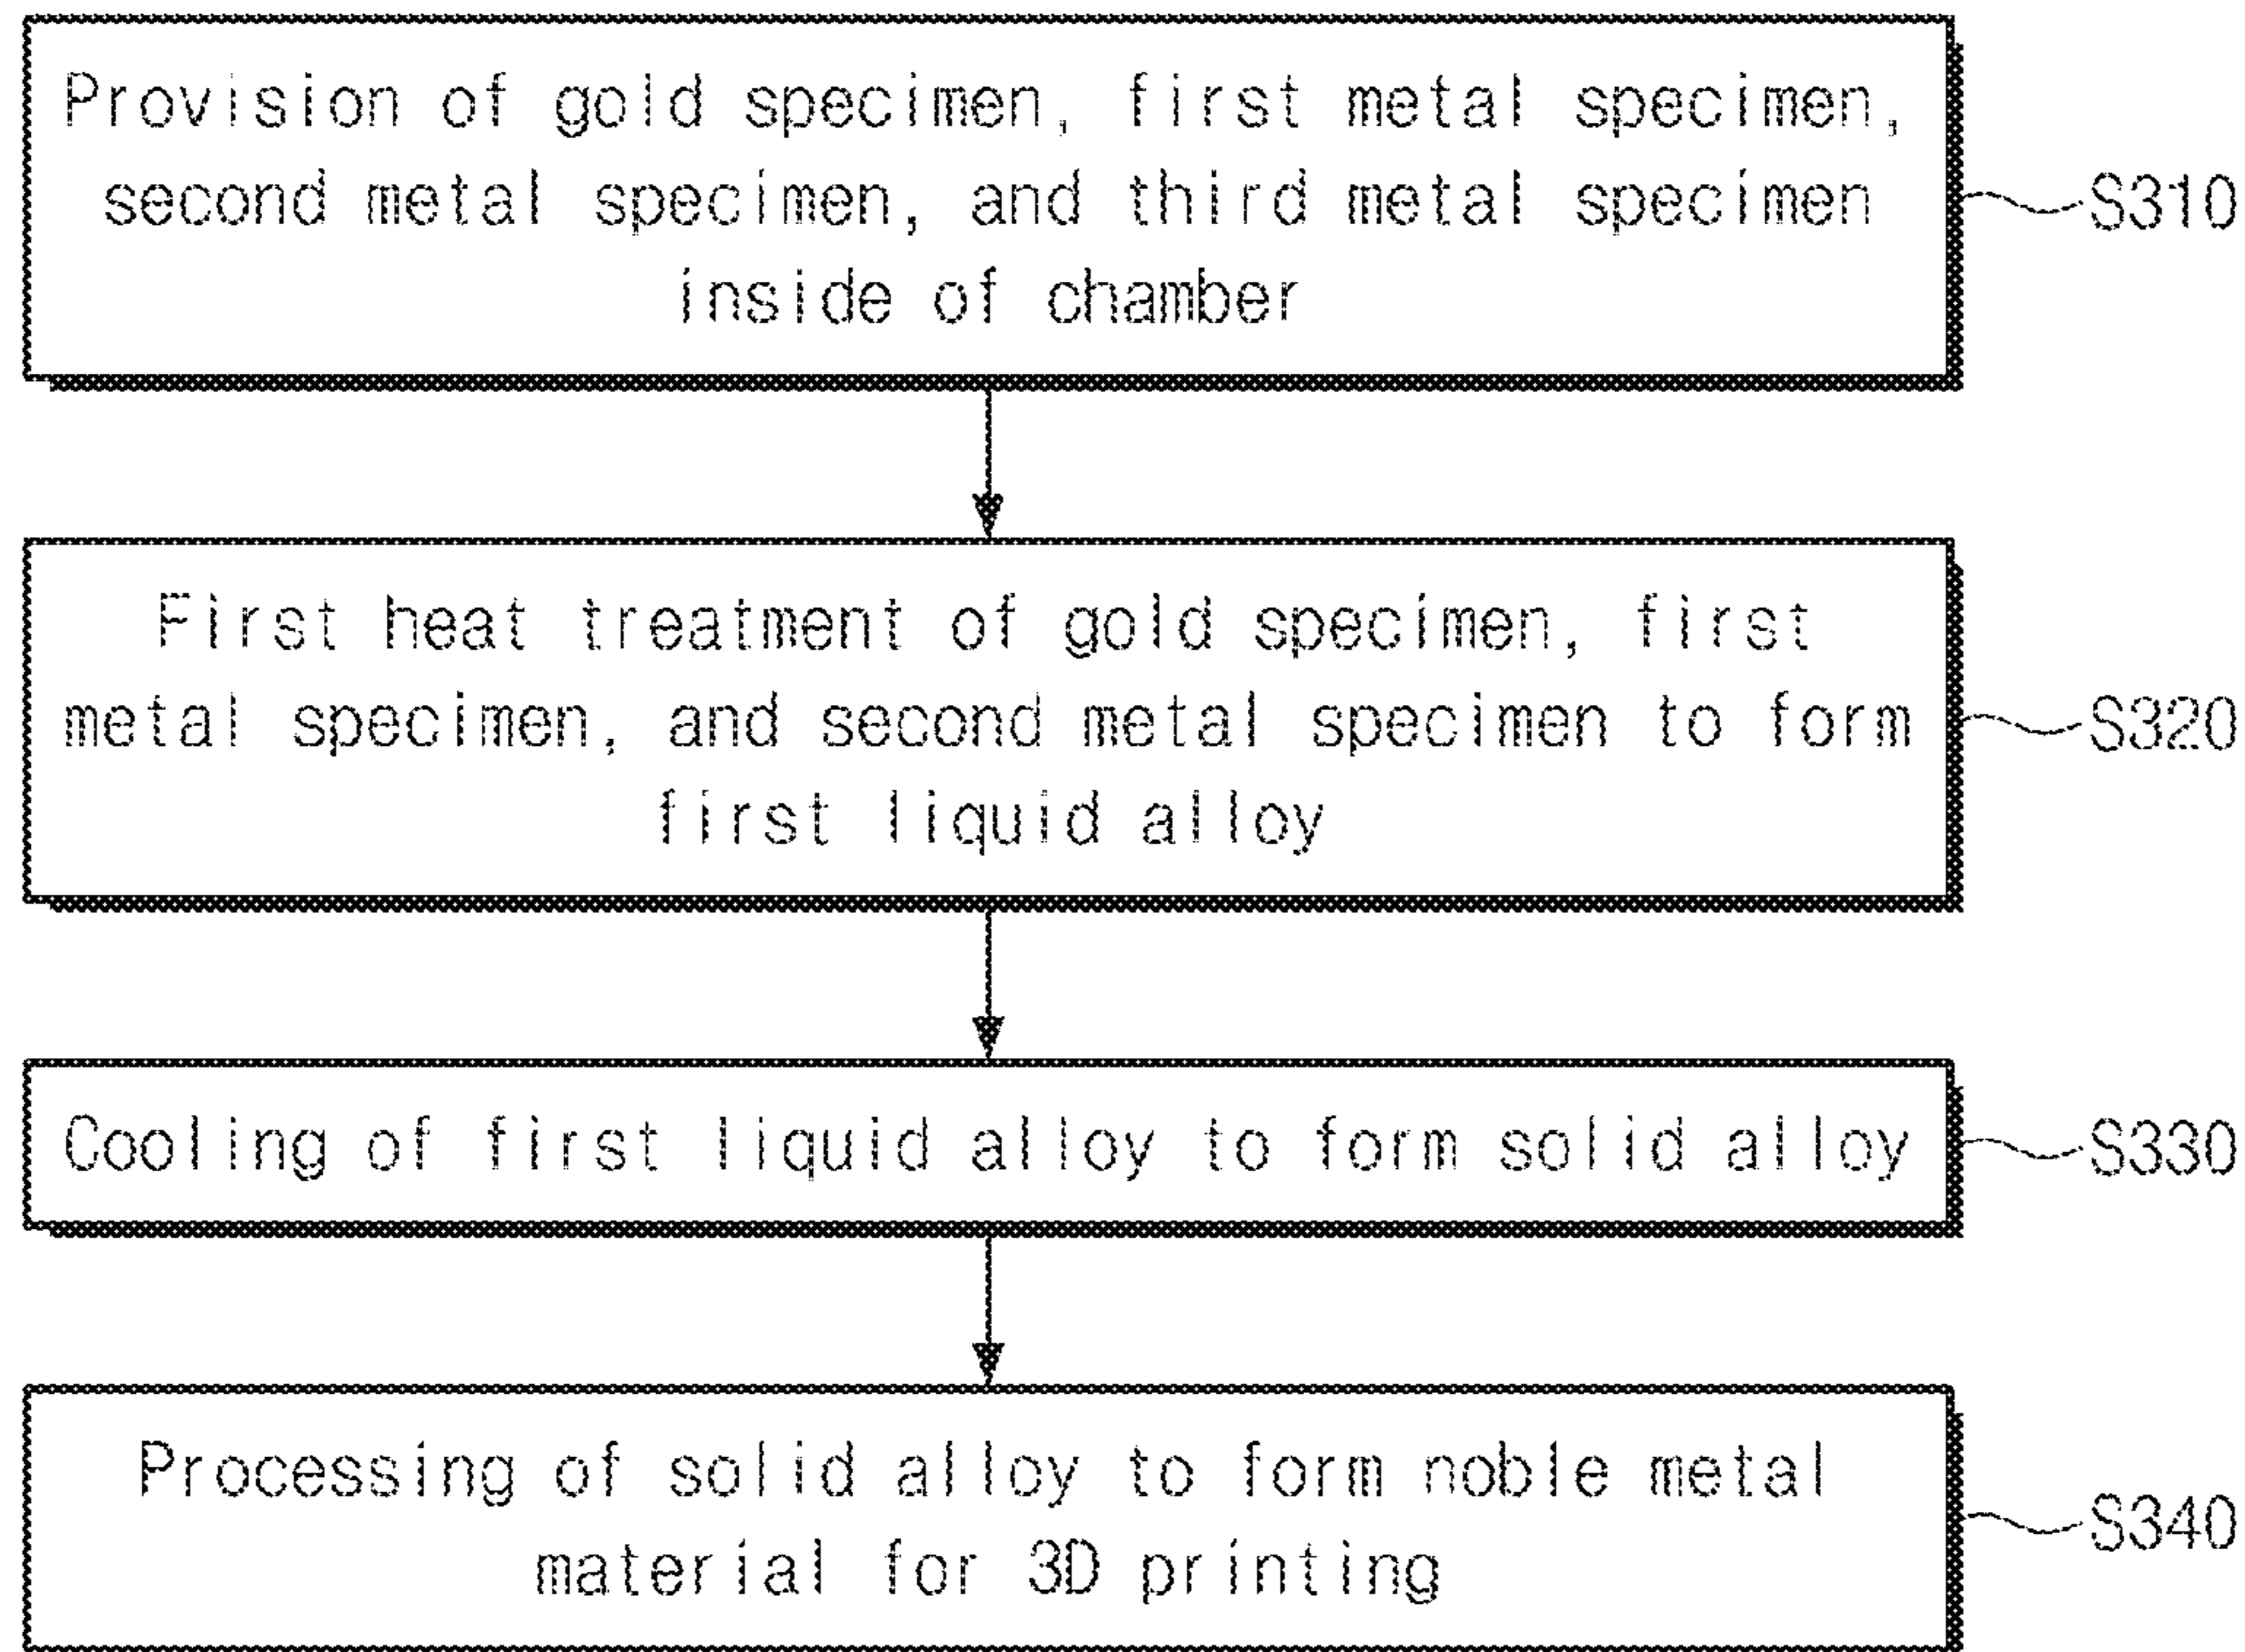 Provision of gold specimen, first metal specimen,
second metal specimen, and third metal specimen
inside of chamber
S310
First heat treatment of gold specimen, first
metal specimen, and second metal specimen to form
first liquid alloy
S320
Cooling of first liquid alloy to form solid alloy
S330
Processing of solid alloy to form noble metal
material for 3D printing
S340